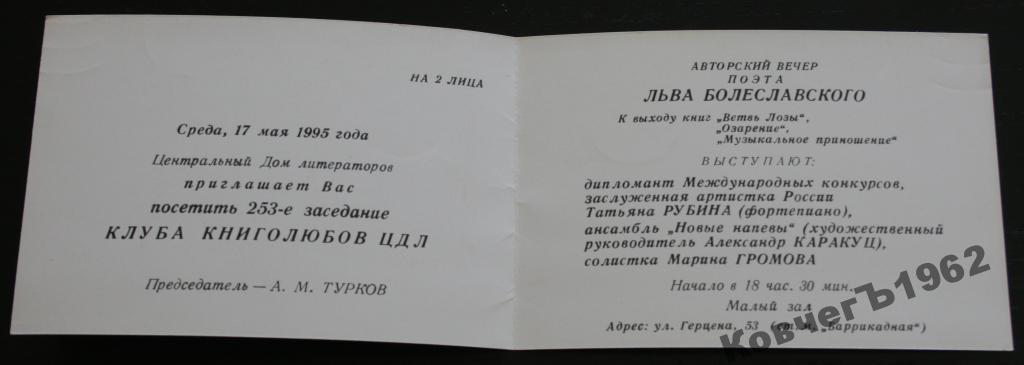 НА 2 ЛИЦА
Среда, 17 мая 1995 года
Центральный Дом литераторов
приглашает Вас
посетить 253-е заседание
КЛУБА КНИГОЛЮБОВ ЦДЛ
Председатель — А. М. ТУРКОВ
АВТОРСКИЙ ВЕЧЕР
ПОЭТА
ЛЬВА БОЛЕСЛАВСКОГО
К выходу книг „Ветвь Лозы“,
„Озарение“,
„Музыкальное приношение“
ВЫСТУПАЮТ:
дипломант Международных конкурсов,
заслуженная артистка России
Татьяна РУБИНА (фортепиано),
ансамбль „Новые напевы“ (художественный
руководитель Александр КАРАКУЦ),
солистка Марина ГРОМОВА
Начало в 18 час. 30 мин.
Малый зал
Адрес: ул. Герцена, 53 (ст. м. „Баррикадная“)
КовчегЪ1962